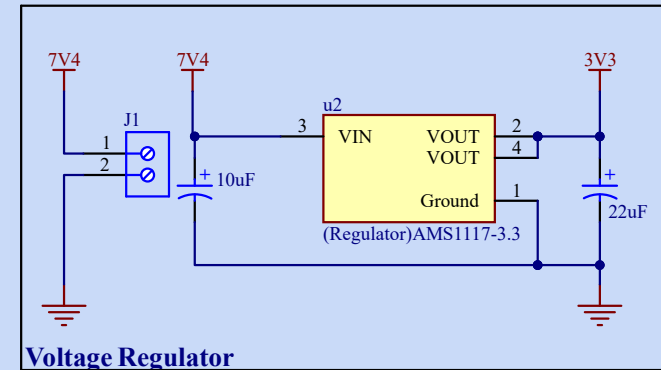 7V4
7V4
3V3
J1
1
2
10uF
u2
3
VIN
VOUT
2
VOUT
4
Ground
1
(Regulator)AMS1117-3.3
+
+
22uF
Voltage Regulator